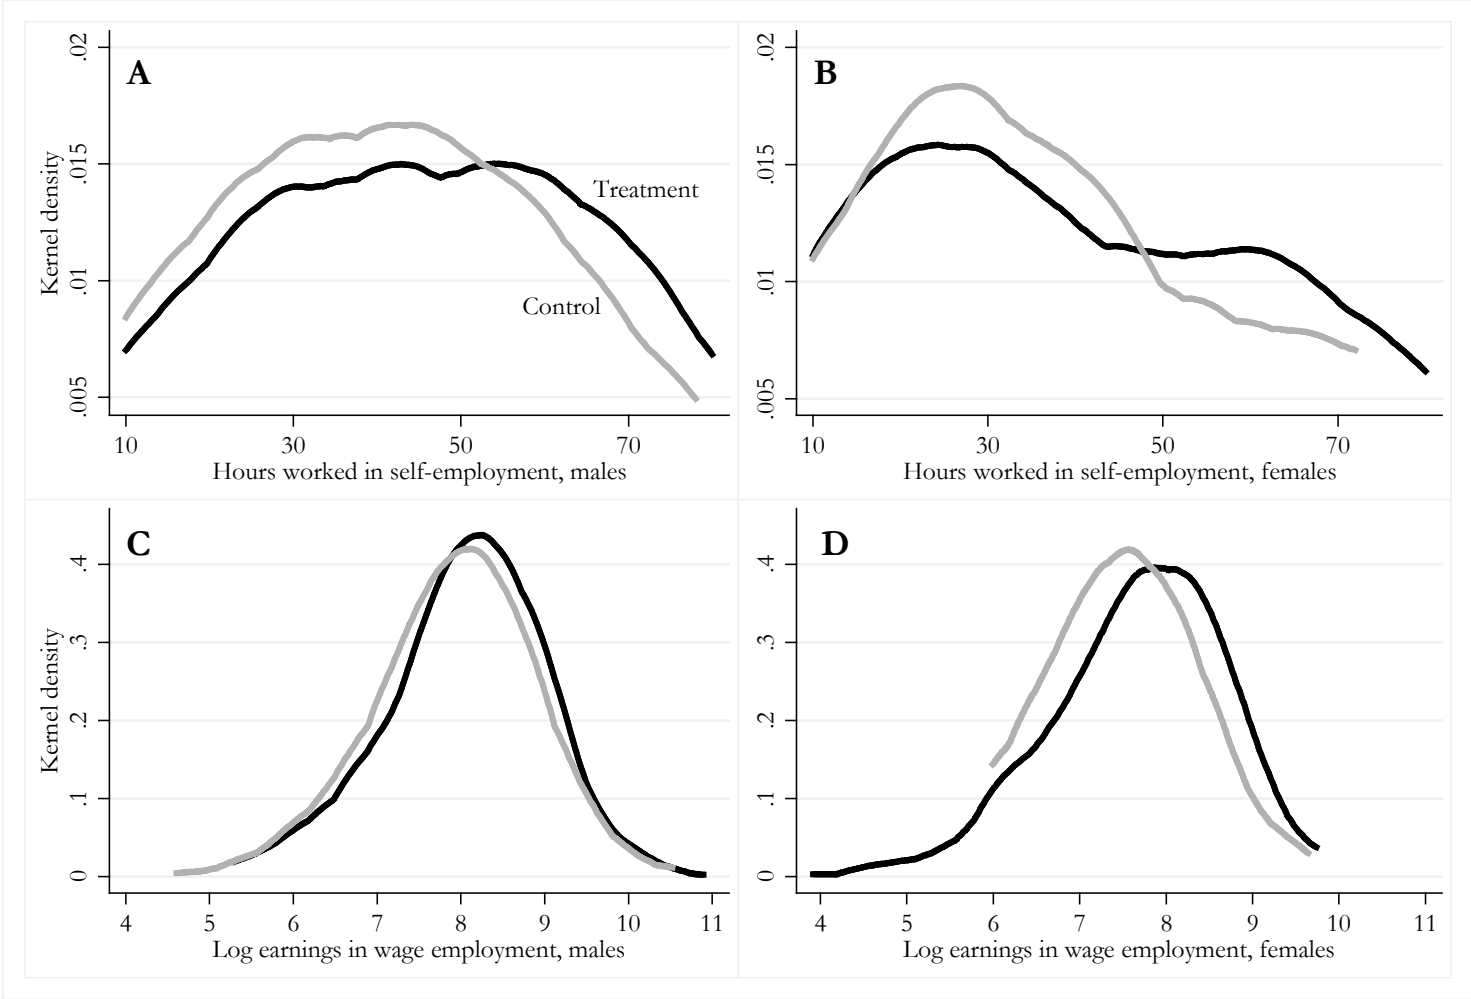 A
Kernel density
.005 .01 .015 .02
Treatment
Control
10 30 50 70
Hours worked in self-employment, males
B
.005 .01 .015 .02
10 30 50 70
Hours worked in self-employment, females
C
Kernel density
0 .1 .2 .3 .4
4 5 6 7 8 9 10 11
Log earnings in wage employment, males
D
0 .1 .2 .3 .4
4 5 6 7 8 9 10 11
Log earnings in wage employment, females